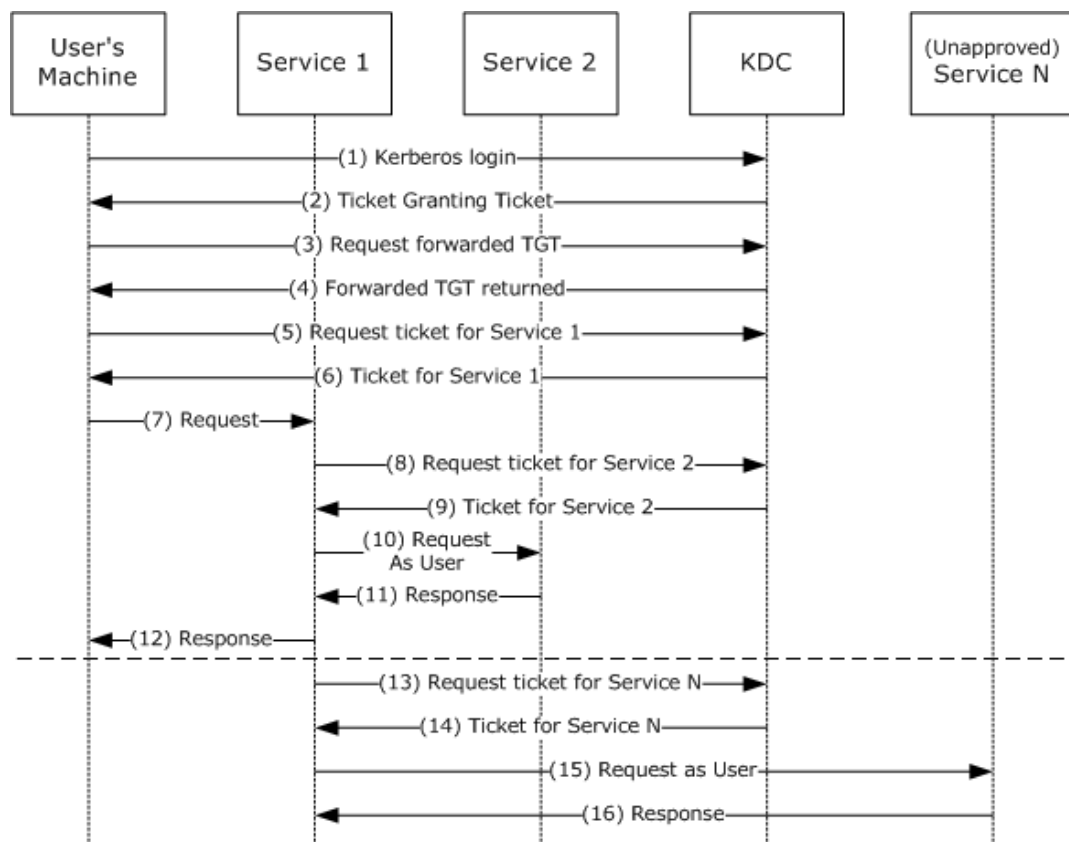 User's
Machine
Service 1
Service 2
KDC
(Unapproved)
Service N
(1) Kerberos login
(2) Ticket Granting Ticket
(3) Request forwarded TGT
(4) Forwarded TGT returned
(5) Request ticket for Service 1
(6) Ticket for Service 1
(7) Request
(8) Request ticket for Service 2
(9) Ticket for Service 2
(10) Request
As User
(11) Response
(12) Response
(13) Request ticket for Service N
(14) Ticket for Service N
(15) Request as User
(16) Response